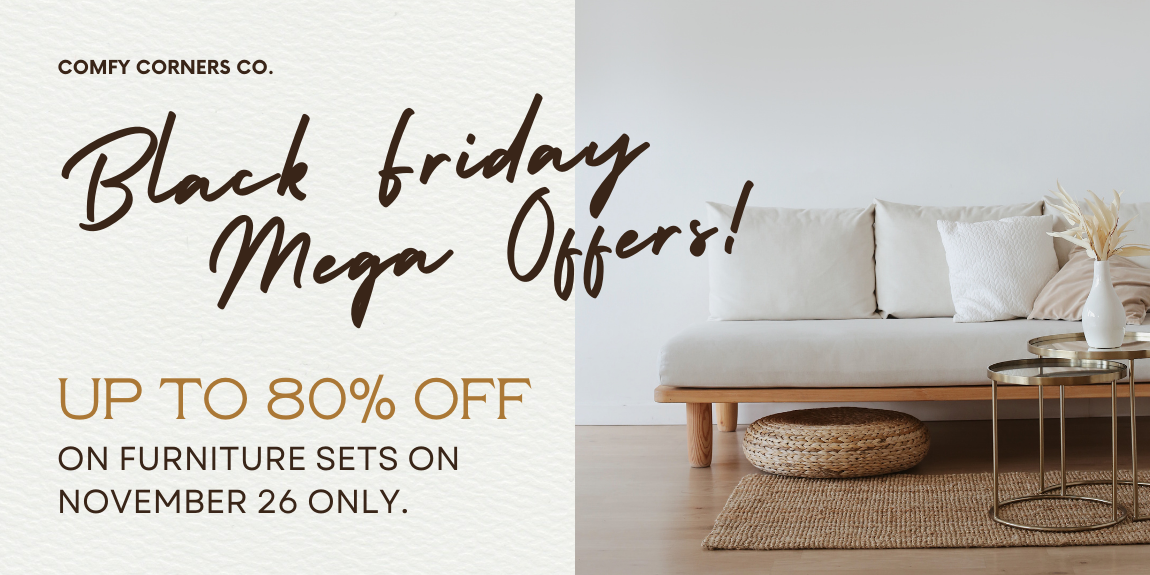 COMFY CORNERS CO.
Black friday
Mega Offers!
UP TO 80% OFF
ON FURNITURE SETS ON
NOVEMBER 26 ONLY.